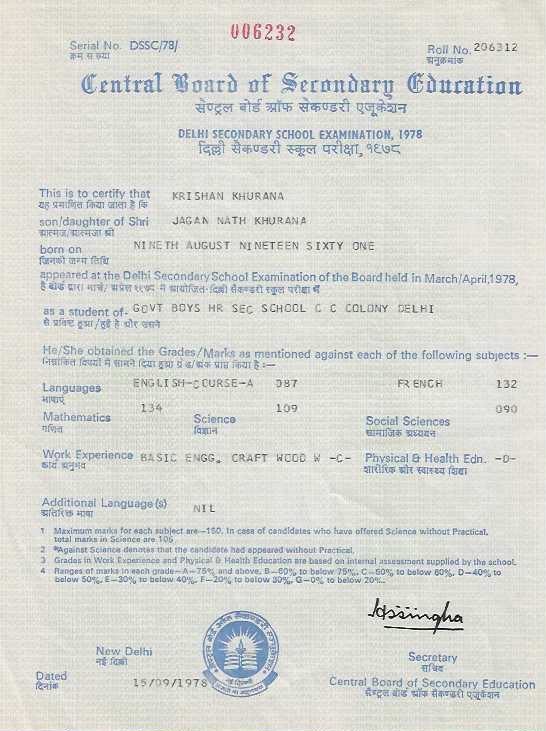 006232
Serial No. DSSC/78/
क्रम संख्या
Roll No. 206312
अनुक्रमांक
Central Board of Secondary Education
सेण्ट्रल बोर्ड ऑफ सेकण्डरी एजूकेशन
DELHI SECONDARY SCHOOL EXAMINATION, 1978
दिल्ली सैकण्डरी स्कूल परीक्षा, १९७८
This is to certify that KRISHAN KHURANA
यह प्रमाणित किया जाता है कि
son/daughter of Shri JAGAN NATH KHURANA
आत्मज/आत्मजा श्री
born on NINETH AUGUST NINETEEN SIXTY ONE
जिनकी जन्म तिथि
appeared at the Delhi Secondary School Examination of the Board held in March/April,1978,
है बोर्ड द्वारा मार्च/अप्रैल १९७८ में आयोजित-दिल्ली सैकण्डरी स्कूल परीक्षा में
as a student of GOVT BOYS HR SEC SCHOOL C C COLONY DELHI
से प्रविष्ट हुआ/हुई है और उसने
He/She obtained the Grades/Marks as mentioned against each of the following subjects :—
निम्नांकित विषयों में सामने दिया हुआ ग्रेड/अंक प्राप्त किया है :—
Languages ENGLISH-COURSE-A 087 FRENCH 132
भाषाएं
Mathematics 134 Science 109 Social Sciences 090
गणित विज्ञान सामाजिक अध्ययन
Work Experience BASIC ENGG. CRAFT WOOD W -C- Physical & Health Edn. -D-
कार्य अनुभव शारीरिक और स्वास्थ्य शिक्षा
Additional Language(s) NIL
अतिरिक्त भाषा
1 Maximum marks for each subject are—150. In case of candidates who have offered Science without Practical,
total marks in Science are 105
2 *Against Science denotes that the candidate had appeared without Practical.
3 Grades in Work Experience and Physical & Health Education are based on internal assessment supplied by the school.
4 Ranges of marks in each grade—A—75% and above, B—60% to below 75%, C—50% to below 60%, D—40% to
below 50%, E—30% to below 40%, F—20% to below 30%, G—0% to below 20%.
New Delhi
नई दिल्ली
Secretary
सचिव
Dated 15/09/1978
दिनांक
Central Board of Secondary Education
सैण्ट्रल बोर्ड ऑफ सेकण्डरी एजूकेशन